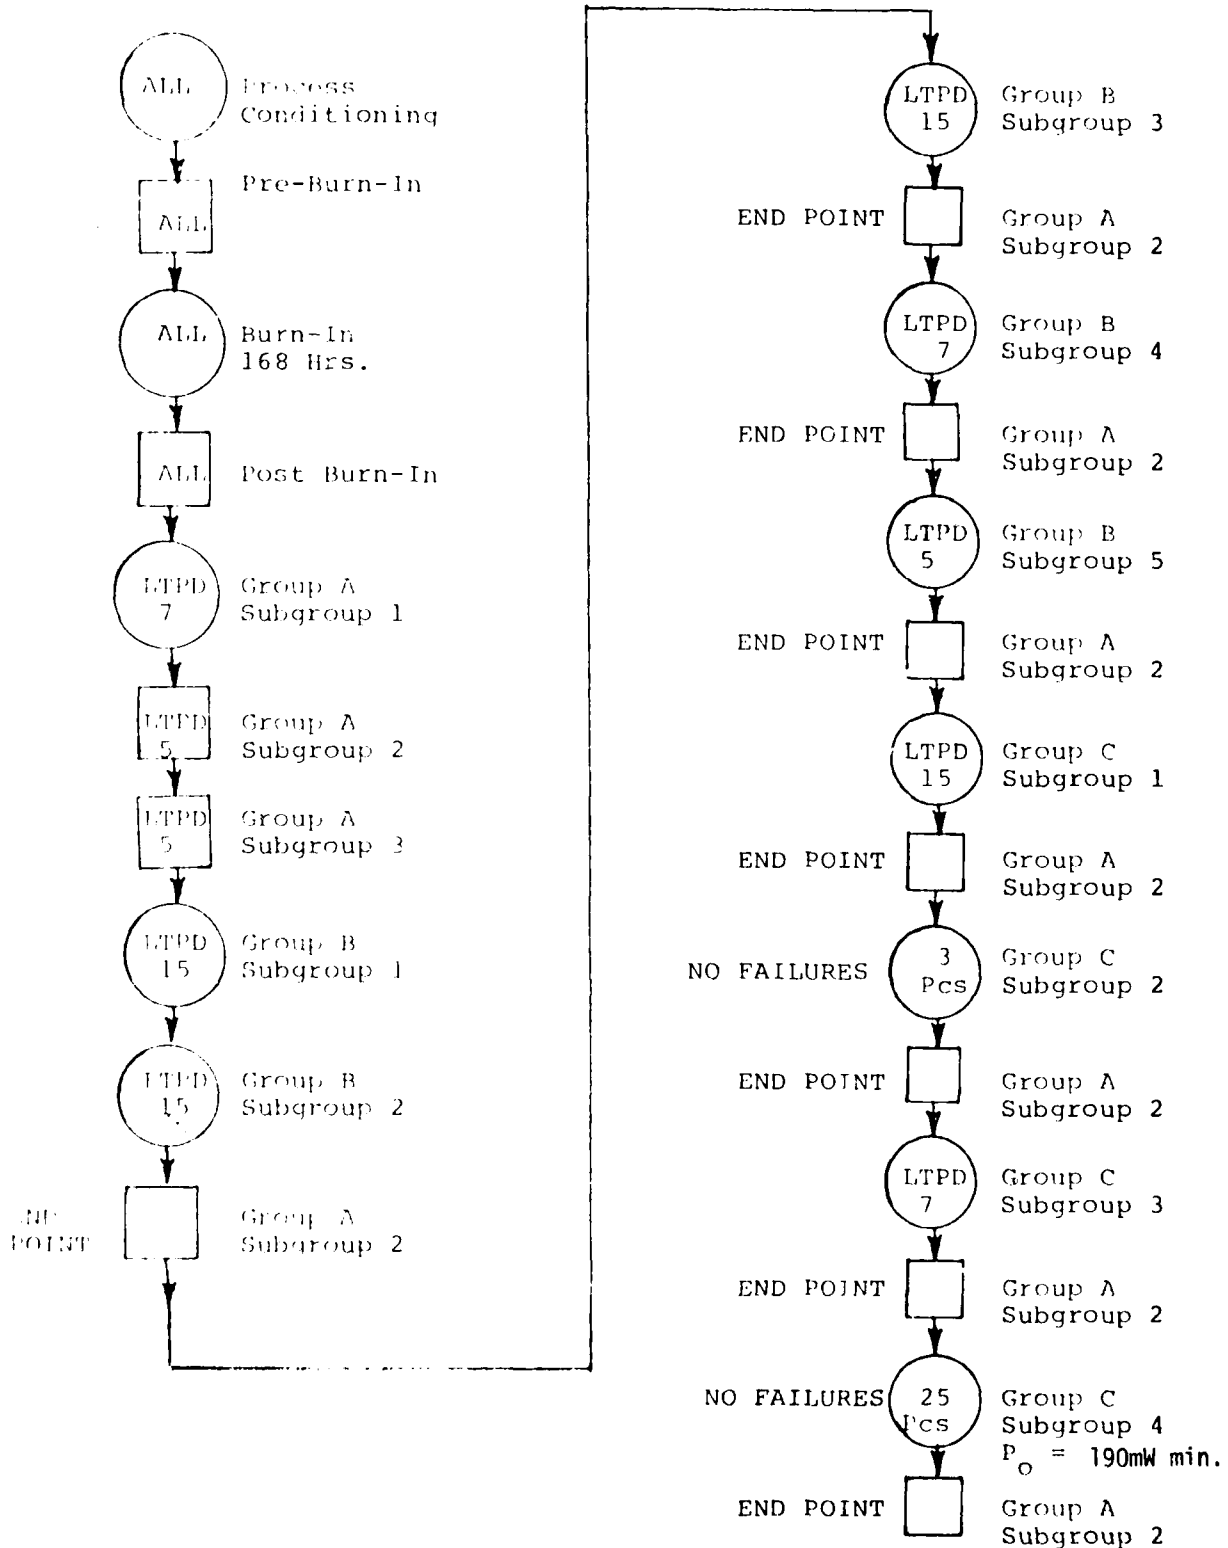 ALL
Process
Conditioning
Pre-Burn-In
ALL
ALL
Burn-In
168 Hrs.
ALL
Post Burn-In
LTPD
7
Group A
Subgroup 1
LTPD
5
Group A
Subgroup 2
LTPD
5
Group A
Subgroup 3
LTPD
15
Group B
Subgroup 1
LTPD
15
Group B
Subgroup 2
POINT
Group A
Subgroup 2
LTPD
15
Group B
Subgroup 3
END POINT
Group A
Subgroup 2
LTPD
7
Group B
Subgroup 4
END POINT
Group A
Subgroup 2
LTPD
5
Group B
Subgroup 5
END POINT
Group A
Subgroup 2
LTPD
15
Group C
Subgroup 1
END POINT
Group A
Subgroup 2
NO FAILURES
3
Pcs
Group C
Subgroup 2
END POINT
Group A
Subgroup 2
LTPD
7
Group C
Subgroup 3
END POINT
Group A
Subgroup 2
NO FAILURES
25
Pcs
Group C
Subgroup 4
Po = 190mW min.
END POINT
Group A
Subgroup 2